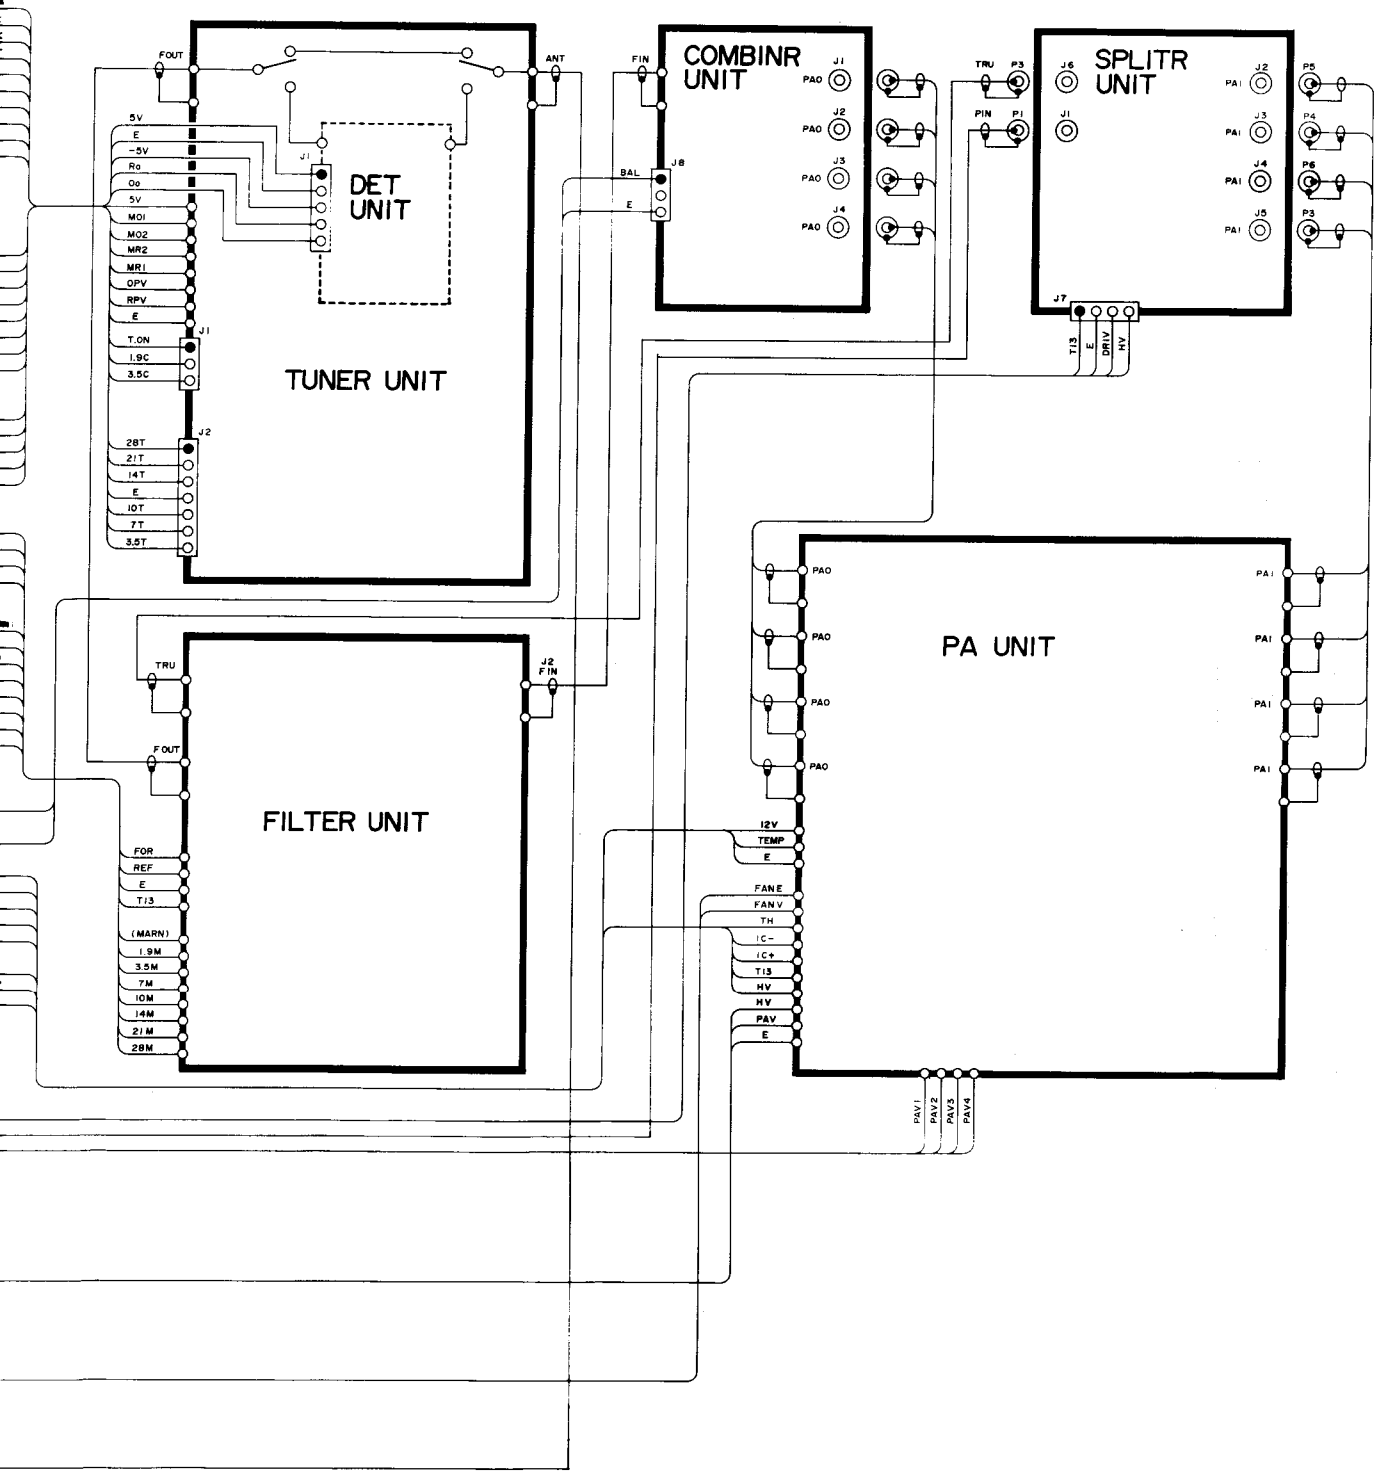 FOUT
ANT
5V
E
-5V
Ro
Oo
5V
MO1
MO2
MR2
MR1
OPV
RPV
E
T.ON
1.9C
3.5C
28T
21T
14T
E
10T
7T
3.5T
J1
J2
J1
DET
UNIT
TUNER UNIT
FIN
COMBINR
UNIT
J8
BAL
E
J1
PAO
J2
PAO
J3
PAO
J4
PAO
TRU P3
PIN P1
SPLITR
UNIT
J6
J1
J2
PAI
J3
PAI
J4
PAI
J5
PAI
P5
P4
P6
P3
J7
T13
E
DRIV
HV
TRU
FOUT
J2
FIN
FILTER UNIT
FOR
REF
E
T13
(MARN)
1.9M
3.5M
7M
10M
14M
21M
28M
PA UNIT
PAO
PAO
PAO
PAO
PAI
PAI
PAI
PAI
12V
TEMP
E
FANE
FANV
TH
IC-
IC+
T13
HV
HV
PAV
E
PAV1
PAV2
PAV3
PAV4